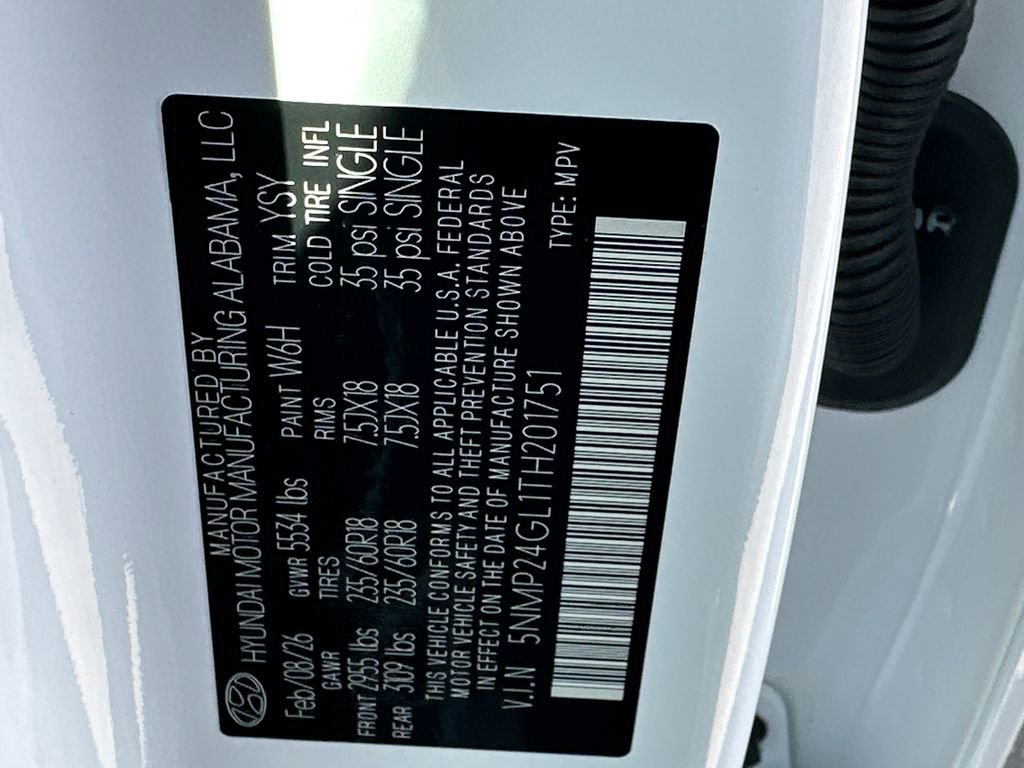 MANUFACTURED BY
HYUNDAI MOTOR MANUFACTURING ALABAMA, LLC
Feb/08/26 GVWR 5534 lbs PAINT W6H TRIM YSY
GAWR TIRES RIMS COLD TIRE INFL
FRONT 2955 lbs 235/60R18 7.5JX18 35 psi SINGLE
REAR 3109 lbs 235/60R18 7.5JX18 35 psi SINGLE
THIS VEHICLE CONFORMS TO ALL APPLICABLE U.S.A. FEDERAL
MOTOR VEHICLE SAFETY AND THEFT PREVENTION STANDARDS
IN EFFECT ON THE DATE OF MANUFACTURE SHOWN ABOVE
V.I.N 5NMP24GL1TH201751 TYPE: MPV